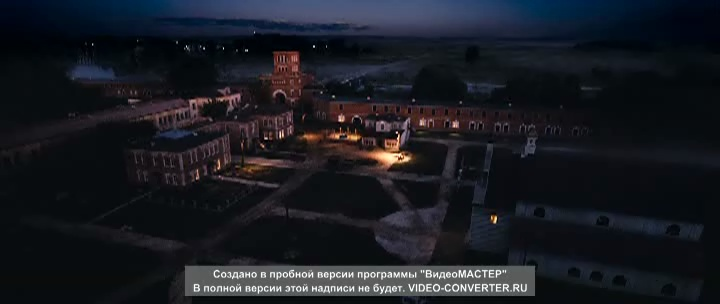 Создано в пробной версии программы "ВидеоМАСТЕР"
В полной версии этой надписи не будет. VIDEO-CONVERTER.RU